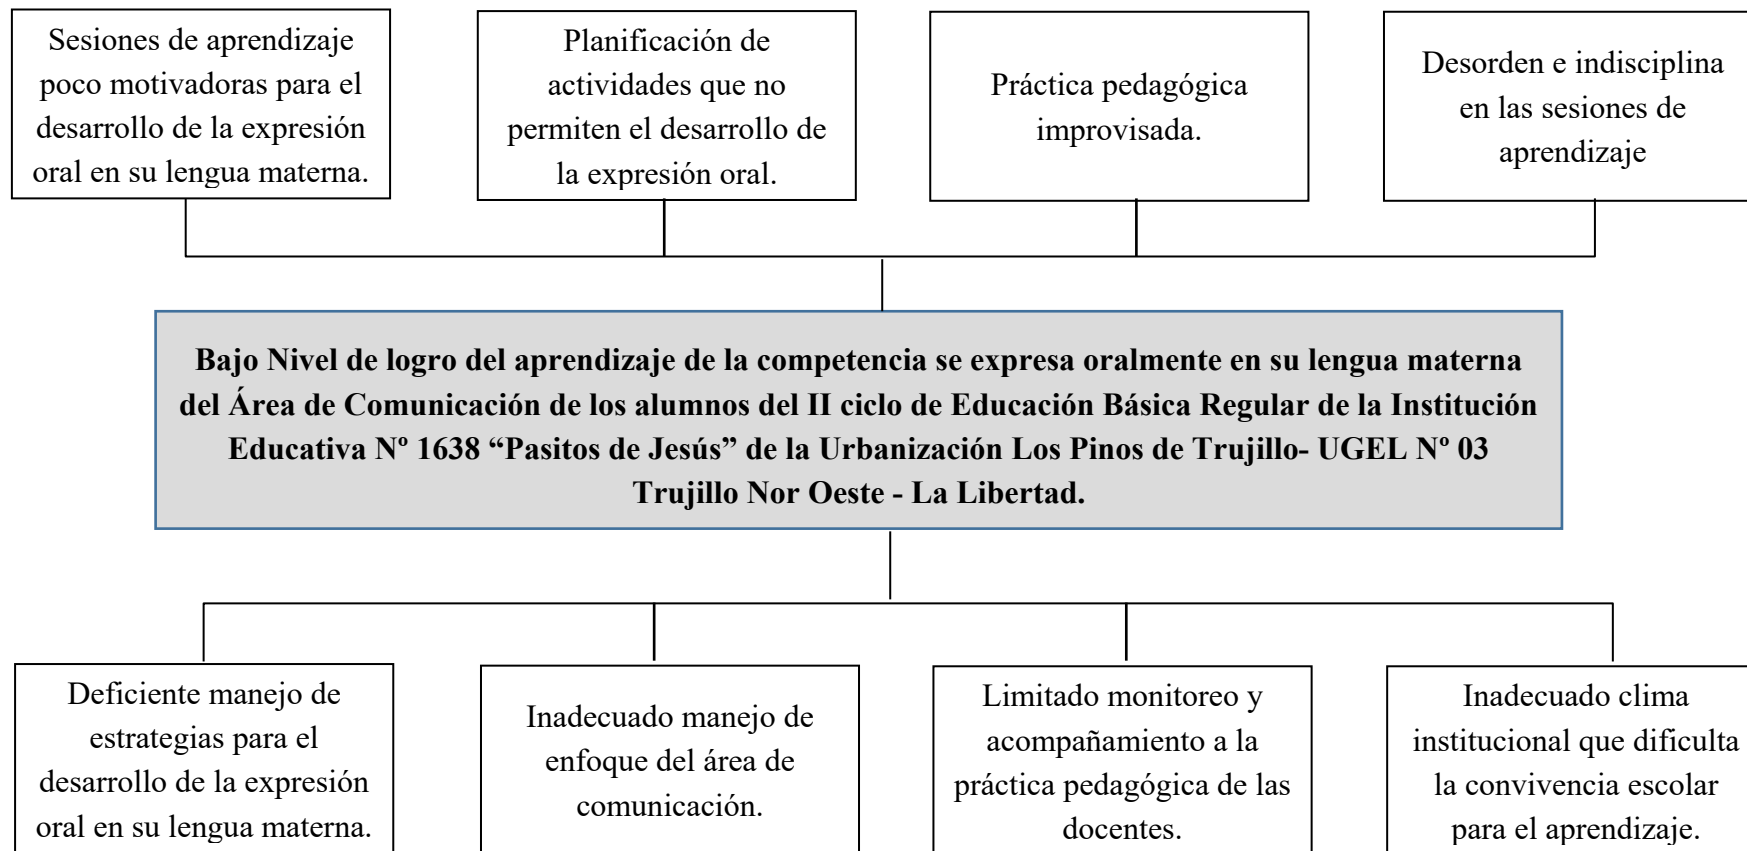 Sesiones de aprendizaje
poco motivadoras para el
desarrollo de la expresión
oral en su lengua materna.
Planificación de
actividades que no
permiten el desarrollo de
la expresión oral.
Práctica pedagógica
improvisada.
Desorden e indisciplina
en las sesiones de
aprendizaje
Bajo Nivel de logro del aprendizaje de la competencia se expresa oralmente en su lengua materna
del Área de Comunicación de los alumnos del II ciclo de Educación Básica Regular de la Institución
Educativa Nº 1638 “Pasitos de Jesús” de la Urbanización Los Pinos de Trujillo- UGEL Nº 03
Trujillo Nor Oeste - La Libertad.
Deficiente manejo de
estrategias para el
desarrollo de la expresión
oral en su lengua materna.
Inadecuado manejo de
enfoque del área de
comunicación.
Limitado monitoreo y
acompañamiento a la
práctica pedagógica de las
docentes.
Inadecuado clima
institucional que dificulta
la convivencia escolar
para el aprendizaje.